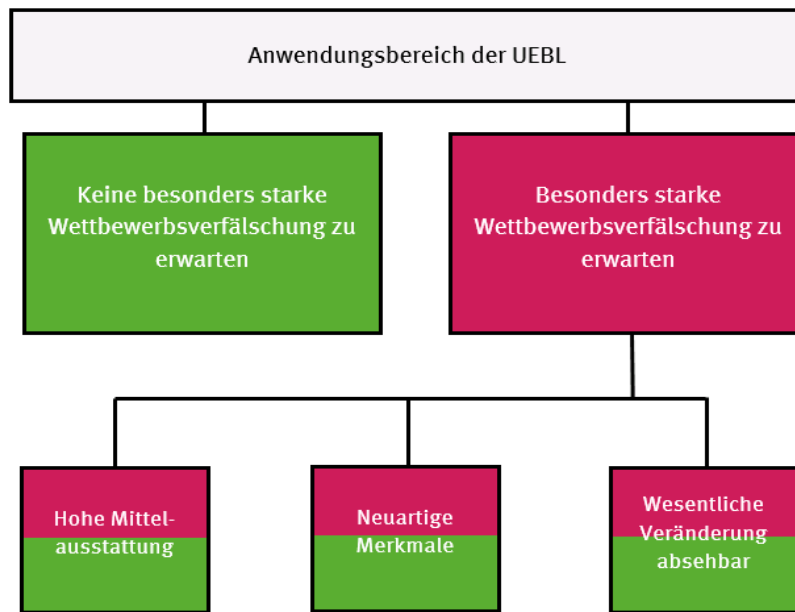 Anwendungsbereich der UEBL
Keine besonders starke
Wettbewerbsverfälschung zu
erwarten
Besonders starke
Wettbewerbsverfälschung zu
erwarten
Hohe Mittel-
ausstattung
Neuartige
Merkmale
Wesentliche
Veränderung
absehbar